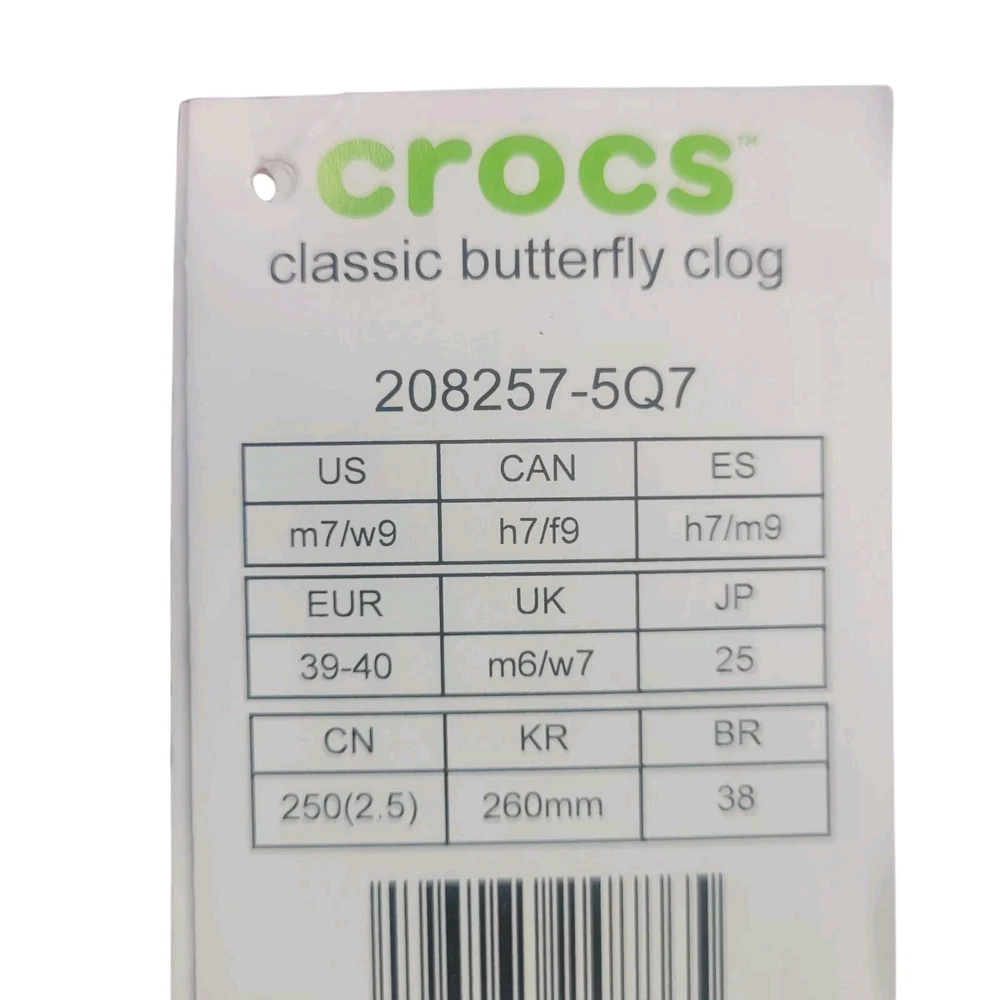 crocs™
classic butterfly clog
208257-5Q7
US CAN ES
m7/w9 h7/f9 h7/m9
EUR UK JP
39-40 m6/w7 25
CN KR BR
250(2.5) 260mm 38